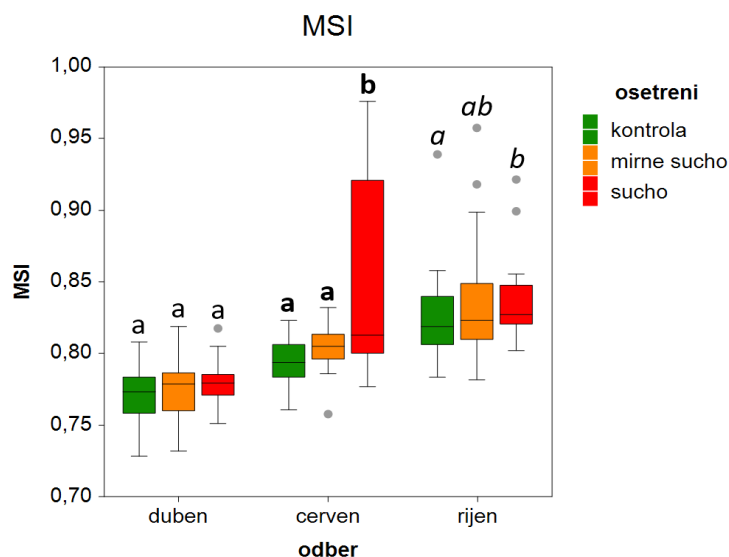 MSI
1,00
0,95
0,90
0,85
0,80
0,75
0,70
MSI
a
a
a
a
a
b
a
ab
b
duben
cerven
rijen
odber
osetreni
kontrola
mirne sucho
sucho